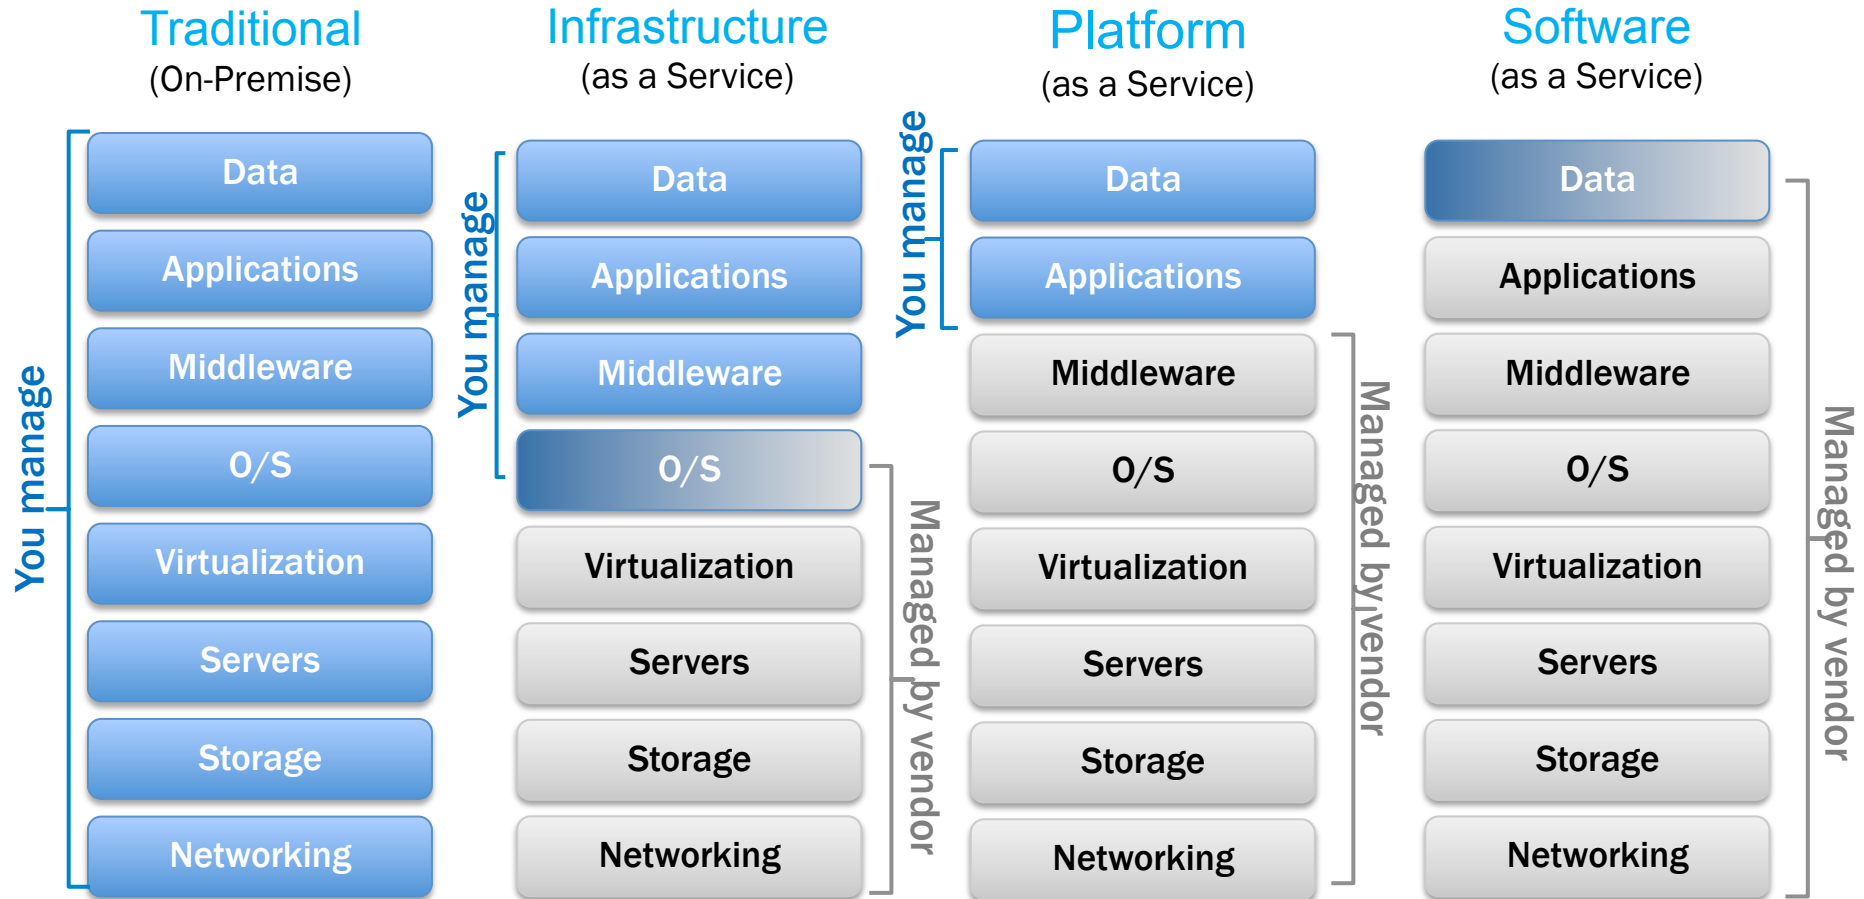 Traditional
(On-Premise)
You manage
Data
Applications
Middleware
O/S
Virtualization
Servers
Storage
Networking
Infrastructure
(as a Service)
You manage
Data
Applications
Middleware
O/S
Virtualization
Servers
Storage
Networking
Managed by vendor
Platform
(as a Service)
You manage
Data
Applications
Middleware
O/S
Virtualization
Servers
Storage
Networking
Managed by vendor
Software
(as a Service)
Data
Applications
Middleware
O/S
Virtualization
Servers
Storage
Networking
Managed by vendor